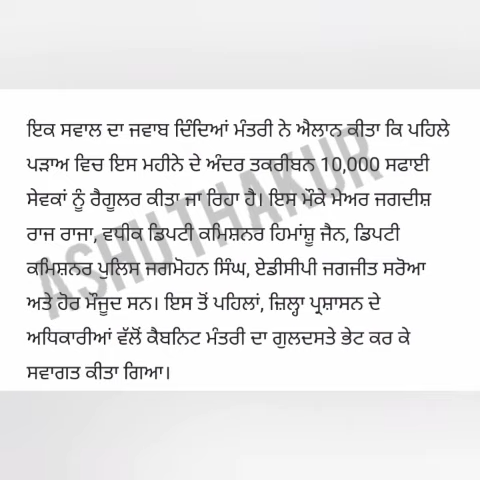 ਇਕ ਸਵਾਲ ਦਾ ਜਵਾਬ ਦਿੰਦਿਆਂ ਮੰਤਰੀ ਨੇ ਐਲਾਨ ਕੀਤਾ ਕਿ ਪਹਿਲੇ
ਪੜਾਅ ਵਿਚ ਇਸ ਮਹੀਨੇ ਦੇ ਅੰਦਰ ਤਕਰੀਬਨ 10,000 ਸਫਾਈ
ਸੇਵਕਾਂ ਨੂੰ ਰੈਗੂਲਰ ਕੀਤਾ ਜਾ ਰਿਹਾ ਹੈ। ਇਸ ਮੌਕੇ ਮੇਅਰ ਜਗਦੀਸ਼
ਰਾਜ ਰਾਜਾ, ਵਧੀਕ ਡਿਪਟੀ ਕਮਿਸ਼ਨਰ ਹਿਮਾਂਸ਼ੂ ਜੈਨ, ਡਿਪਟੀ
ਕਮਿਸ਼ਨਰ ਪੁਲਿਸ ਜਗਮੋਹਨ ਸਿੰਘ, ਏਡੀਸੀਪੀ ਜਗਜੀਤ ਸਰੋਆ
ਅਤੇ ਹੋਰ ਮੌਜੂਦ ਸਨ। ਇਸ ਤੋਂ ਪਹਿਲਾਂ, ਜ਼ਿਲ੍ਹਾ ਪ੍ਰਸ਼ਾਸਨ ਦੇ
ਅਧਿਕਾਰੀਆਂ ਵੱਲੋਂ ਕੈਬਨਿਟ ਮੰਤਰੀ ਦਾ ਗੁਲਦਸਤੇ ਭੇਟ ਕਰ ਕੇ
ਸਵਾਗਤ ਕੀਤਾ ਗਿਆ।
ASHU THAKUR